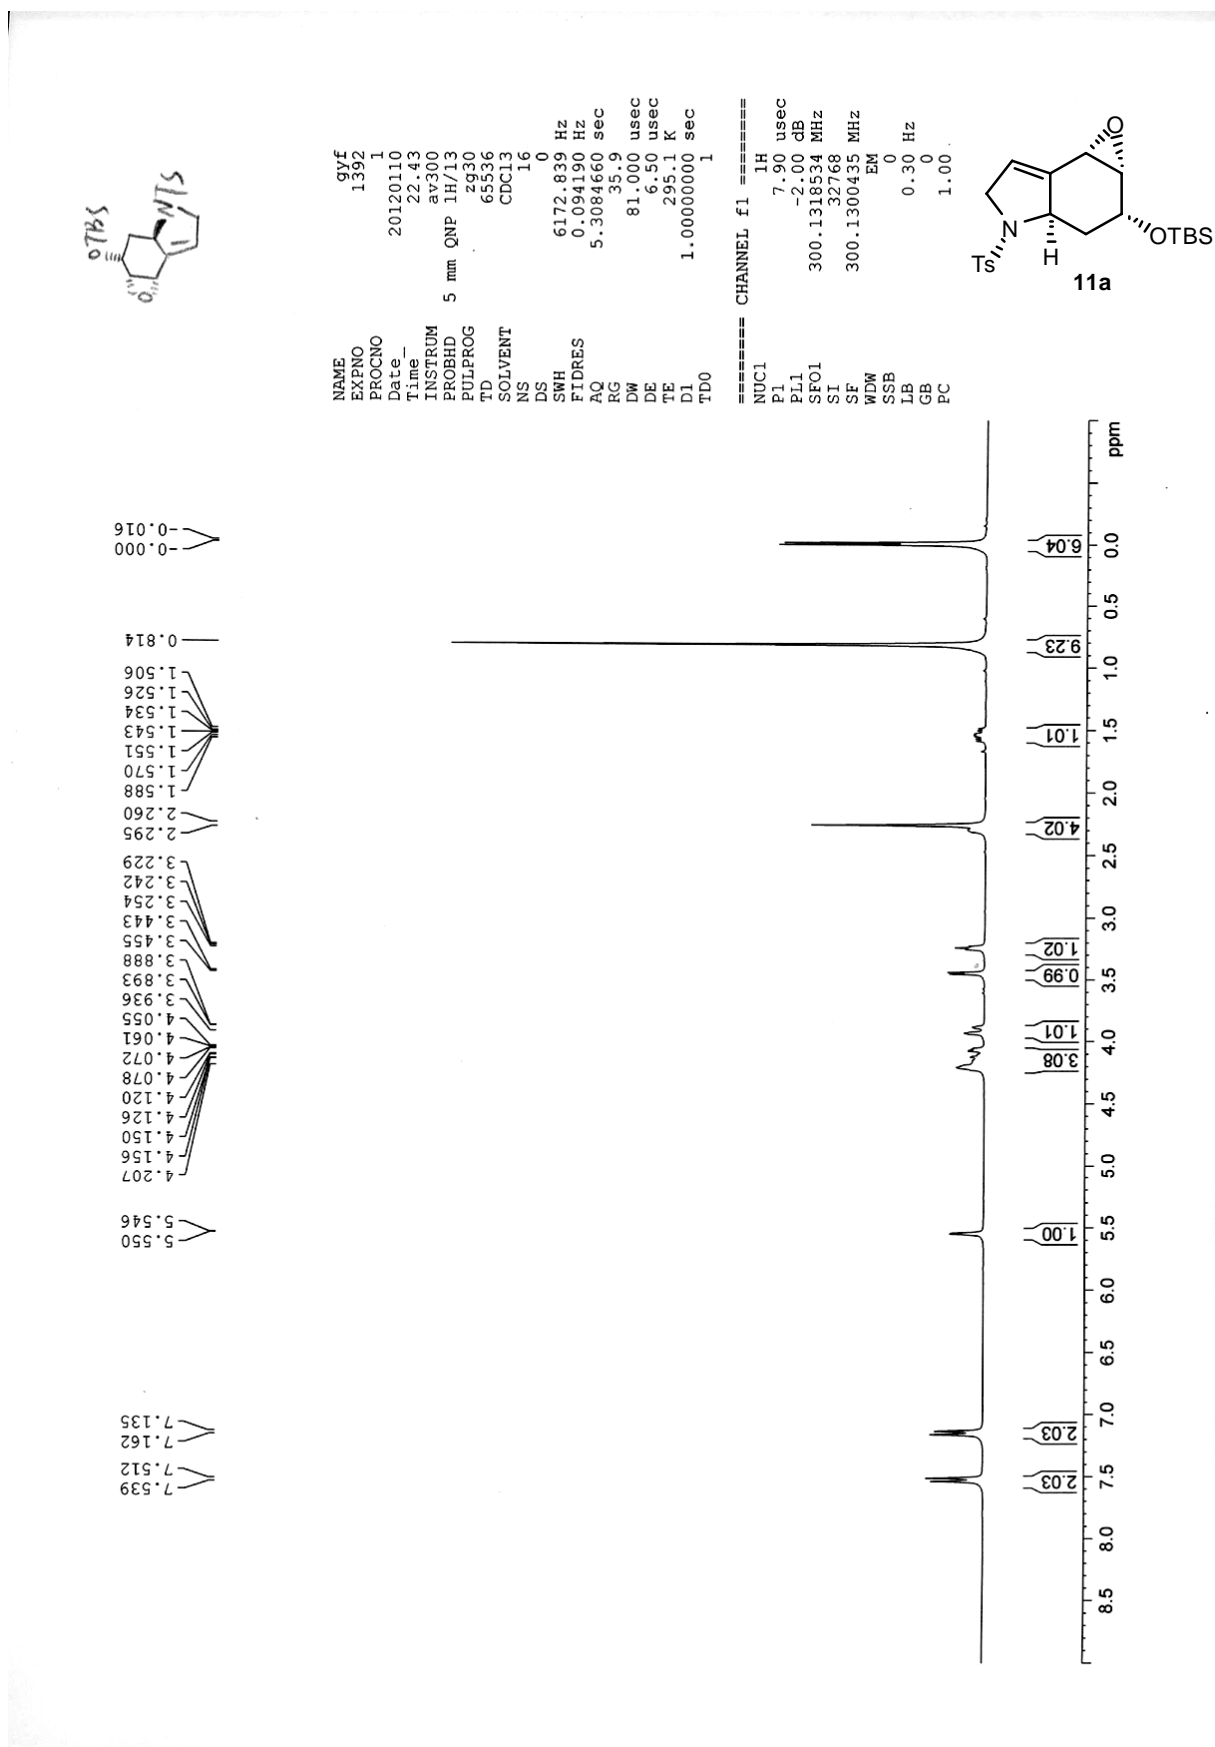 OTBS
NTS
O
NAME gyf
EXPNO 1392
PROCNO 1
Date_ 20120110
Time 22.43
INSTRUM av300
PROBHD 5 mm QNP 1H/13
PULPROG zg30
TD 65536
SOLVENT CDCl3
NS 16
DS 0
SWH 6172.839 Hz
FIDRES 0.094190 Hz
AQ 5.3084660 sec
RG 35.9
DW 81.000 usec
DE 6.50 usec
TE 295.1 K
D1 1.00000000 sec
TD0 1
======== CHANNEL f1 ========
NUC1 1H
P1 7.90 usec
PL1 -2.00 dB
SFO1 300.1318534 MHz
SI 32768
SF 300.1300435 MHz
WDW EM
SSB 0
LB 0.30 Hz
GB 0
PC 1.00
O
N
Ts
H
OTBS
11a
-0.016
-0.000
0.814
1.506
1.526
1.534
1.543
1.551
1.570
1.588
2.260
2.295
3.229
3.242
3.254
3.443
3.455
3.888
3.893
3.936
4.055
4.061
4.072
4.078
4.120
4.126
4.150
4.156
4.207
5.546
5.550
7.135
7.162
7.512
7.539
6.04
9.23
1.01
4.02
1.02
0.99
1.01
3.08
1.00
2.03
2.03
ppm
0.0
0.5
1.0
1.5
2.0
2.5
3.0
3.5
4.0
4.5
5.0
5.5
6.0
6.5
7.0
7.5
8.0
8.5